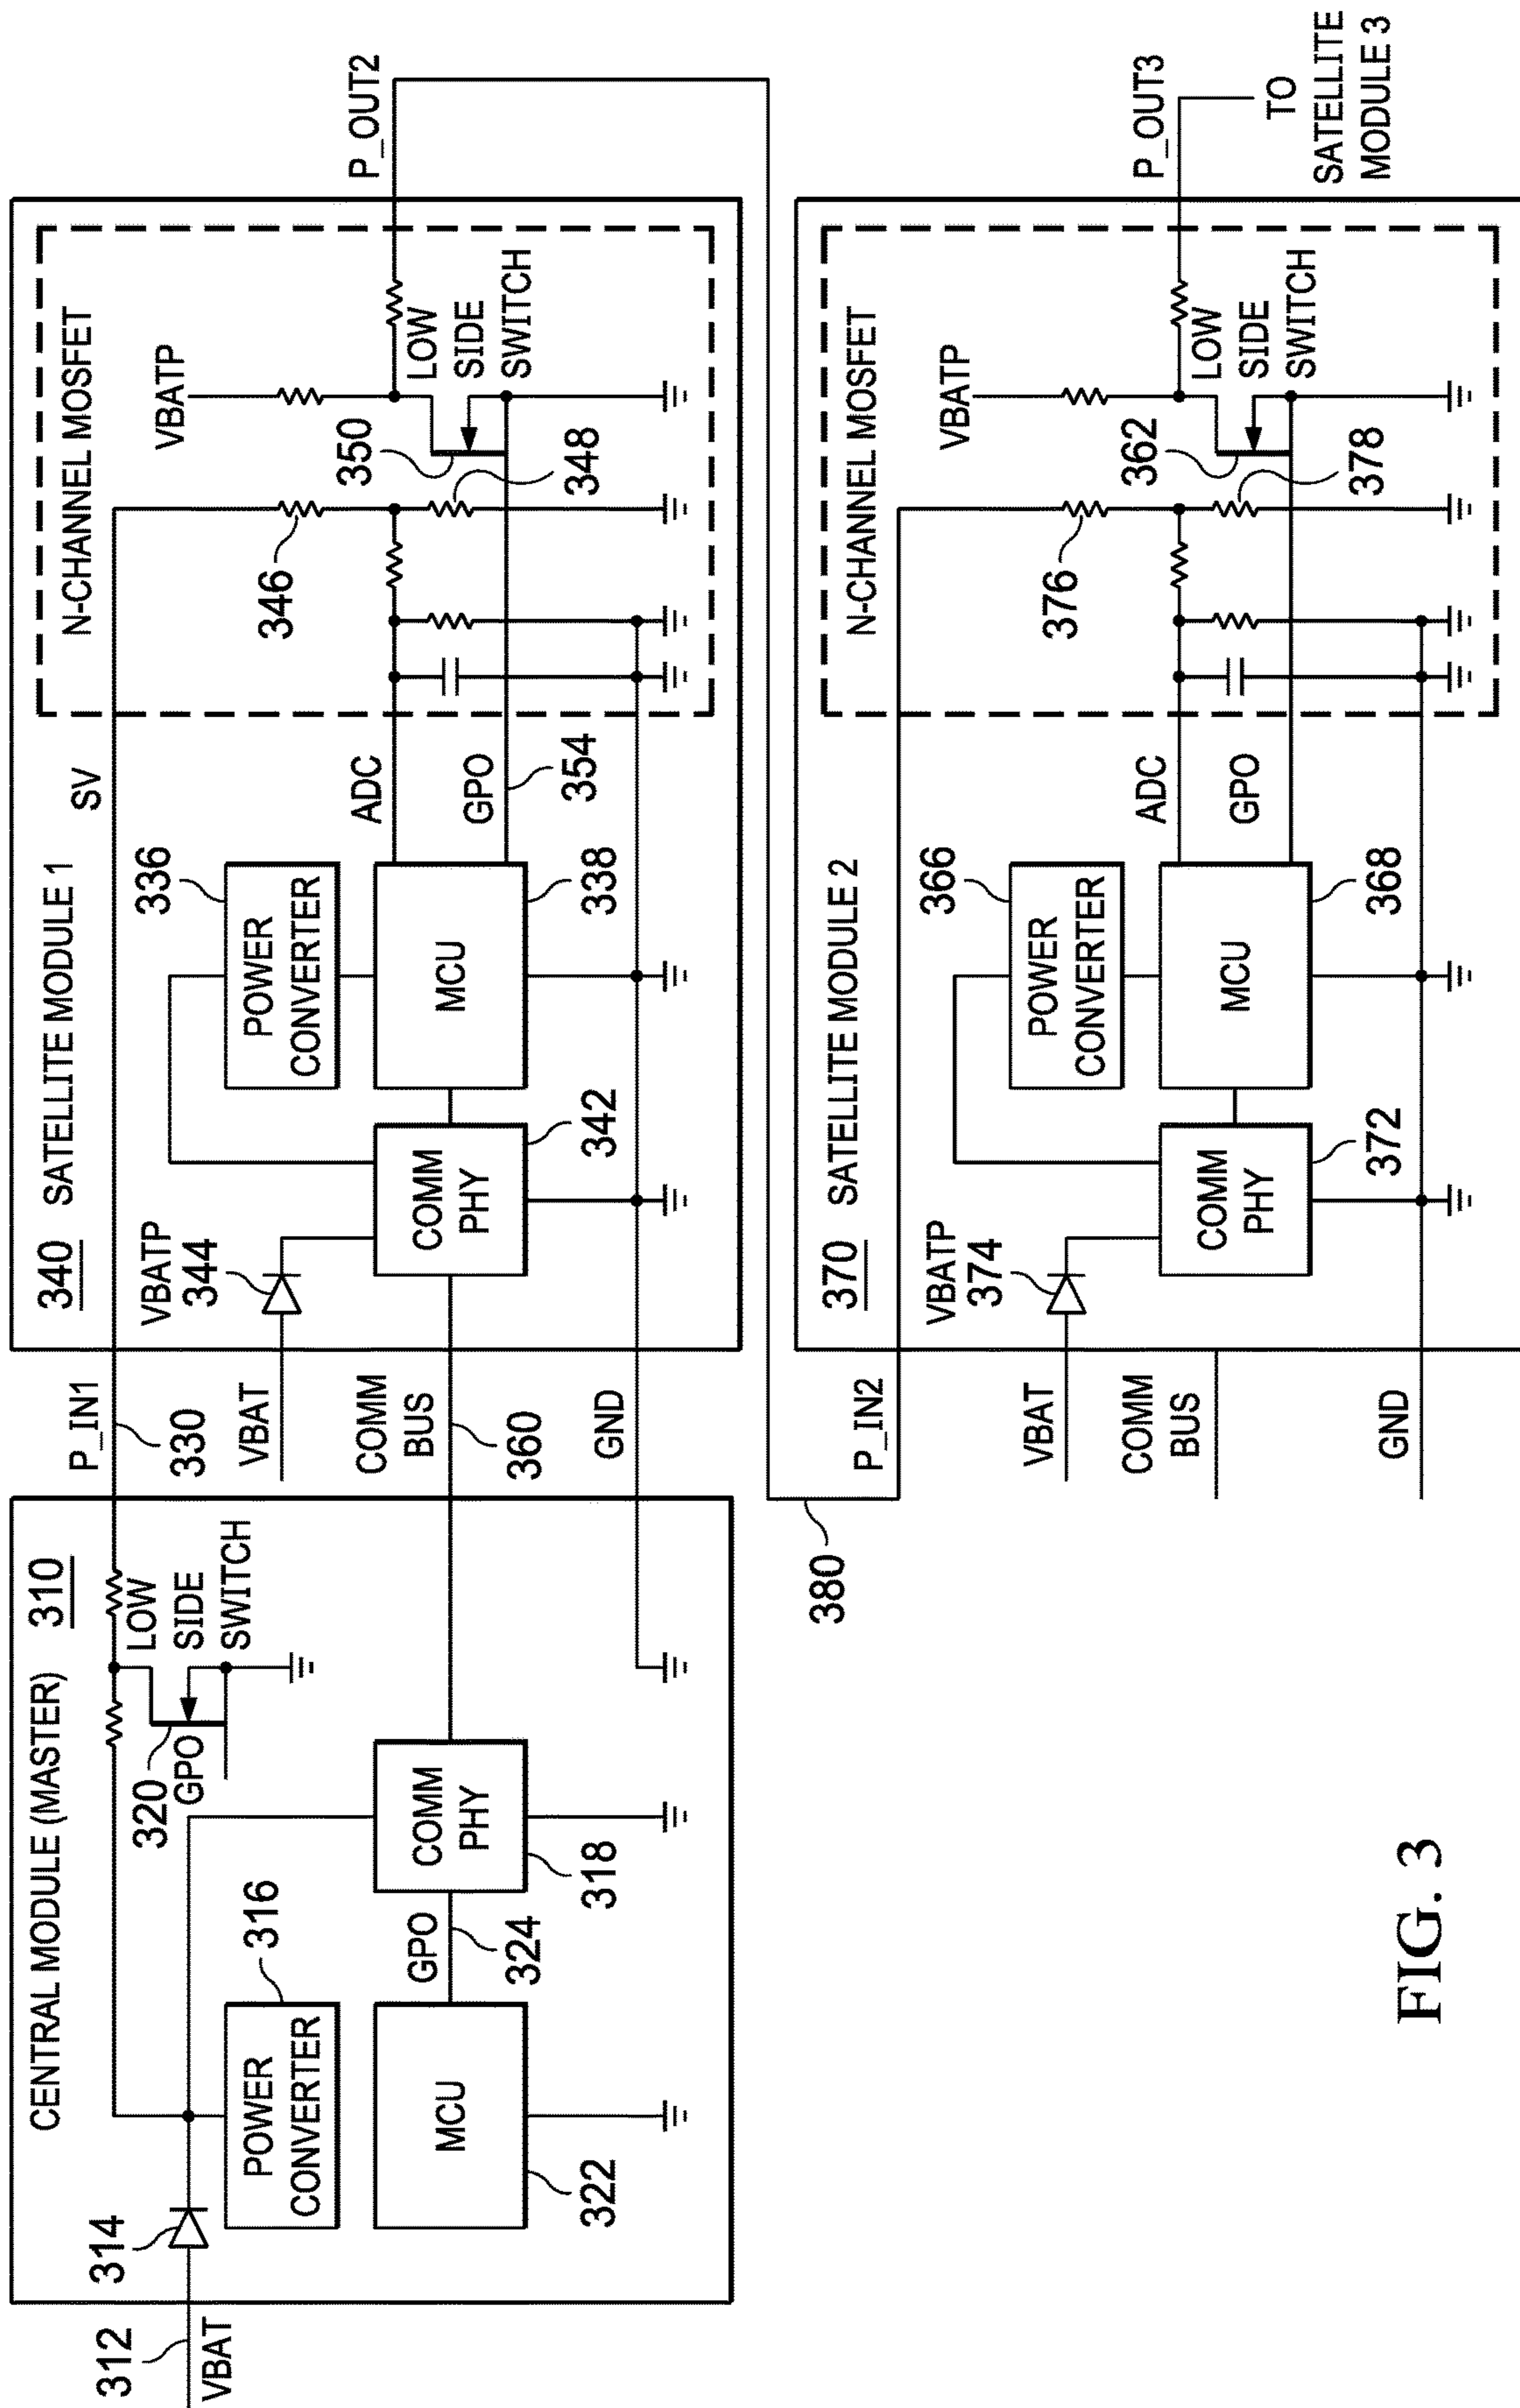 CENTRAL MODULE (MASTER)
310
312
VBAT
314
316
POWER
CONVERTER
320
GPO
LOW
SIDE
SWITCH
MCU
322
GPO
324
COMM
PHY
318
P_IN1
330
VBAT
COMM
BUS
360
GND
340
SATELLITE MODULE 1
SV
VBATP
344
336
POWER
CONVERTER
COMM
PHY
342
MCU
338
ADC
GPO
354
N-CHANNEL MOSFET
346
VBATP
350
348
LOW
SIDE
SWITCH
P_OUT2
380
P_IN2
VBAT
COMM
BUS
GND
370
SATELLITE MODULE 2
VBATP
374
366
POWER
CONVERTER
COMM
PHY
372
MCU
368
ADC
GPO
N-CHANNEL MOSFET
376
VBATP
362
378
LOW
SIDE
SWITCH
P_OUT3
TO
SATELLITE
MODULE 3
FIG. 3